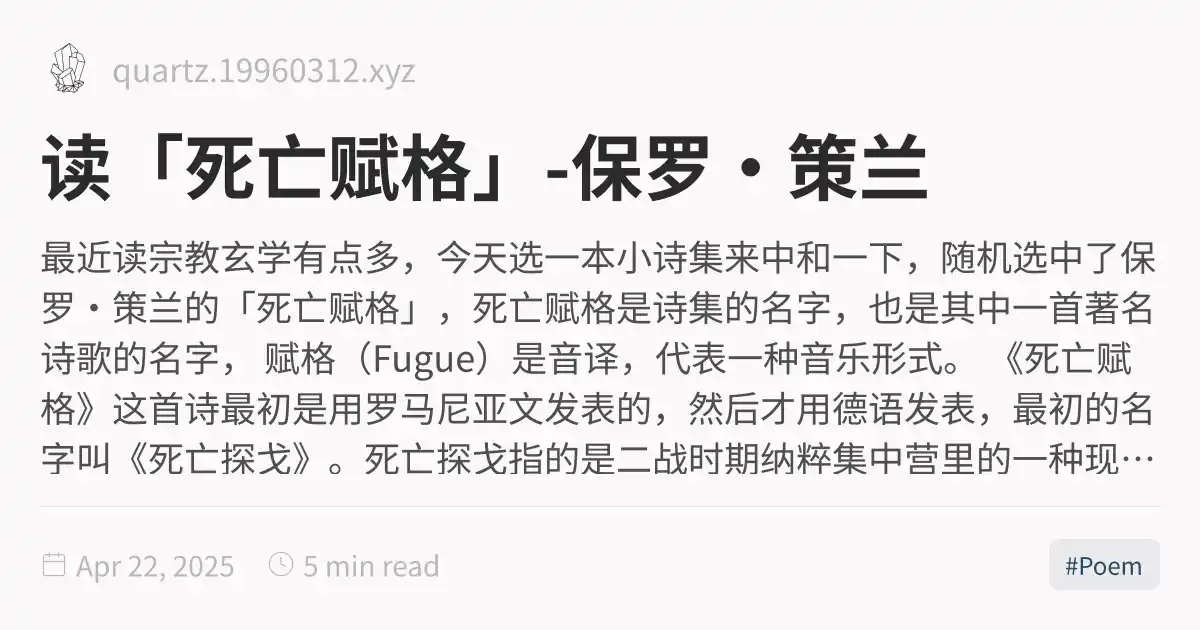 quartz.19960312.xyz
读「死亡赋格」-保罗・策兰
最近读宗教玄学有点多，今天选一本小诗集来中和一下，随机选中了保
罗・策兰的「死亡赋格」，死亡赋格是诗集的名字，也是其中一首著名
诗歌的名字， 赋格（Fugue）是音译，代表一种音乐形式。 《死亡赋
格》这首诗最初是用罗马尼亚文发表的，然后才用德语发表，最初的名
字叫《死亡探戈》。死亡探戈指的是二战时期纳粹集中营里的一种现…
Apr 22, 2025
5 min read
#Poem